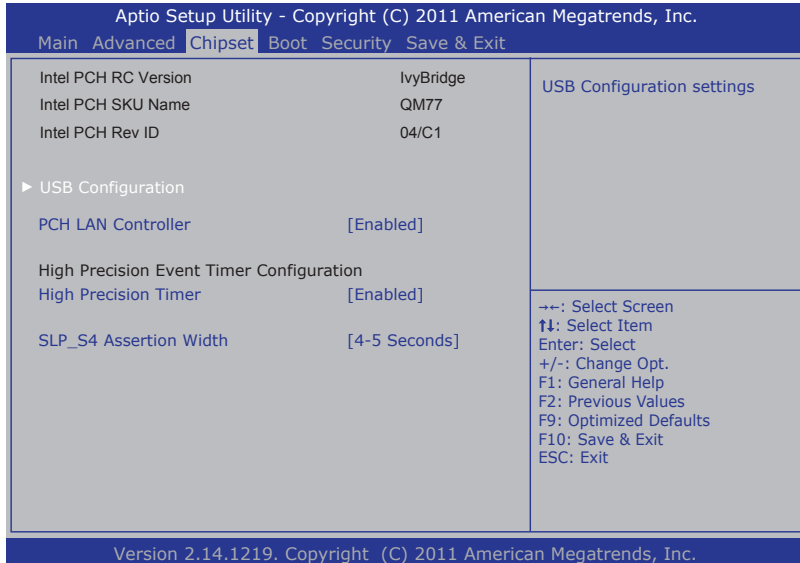 Aptio Setup Utility - Copyright (C) 2011 American Megatrends, Inc.
Main Advanced Chipset Boot Security Save & Exit
Intel PCH RC Version IvyBridge
Intel PCH SKU Name QM77
Intel PCH Rev ID 04/C1
► USB Configuration
PCH LAN Controller [Enabled]
High Precision Event Timer Configuration
High Precision Timer [Enabled]
SLP_S4 Assertion Width [4-5 Seconds]
USB Configuration settings
→←: Select Screen
↑↓: Select Item
Enter: Select
+/-: Change Opt.
F1: General Help
F2: Previous Values
F9: Optimized Defaults
F10: Save & Exit
ESC: Exit
Version 2.14.1219. Copyright (C) 2011 American Megatrends, Inc.